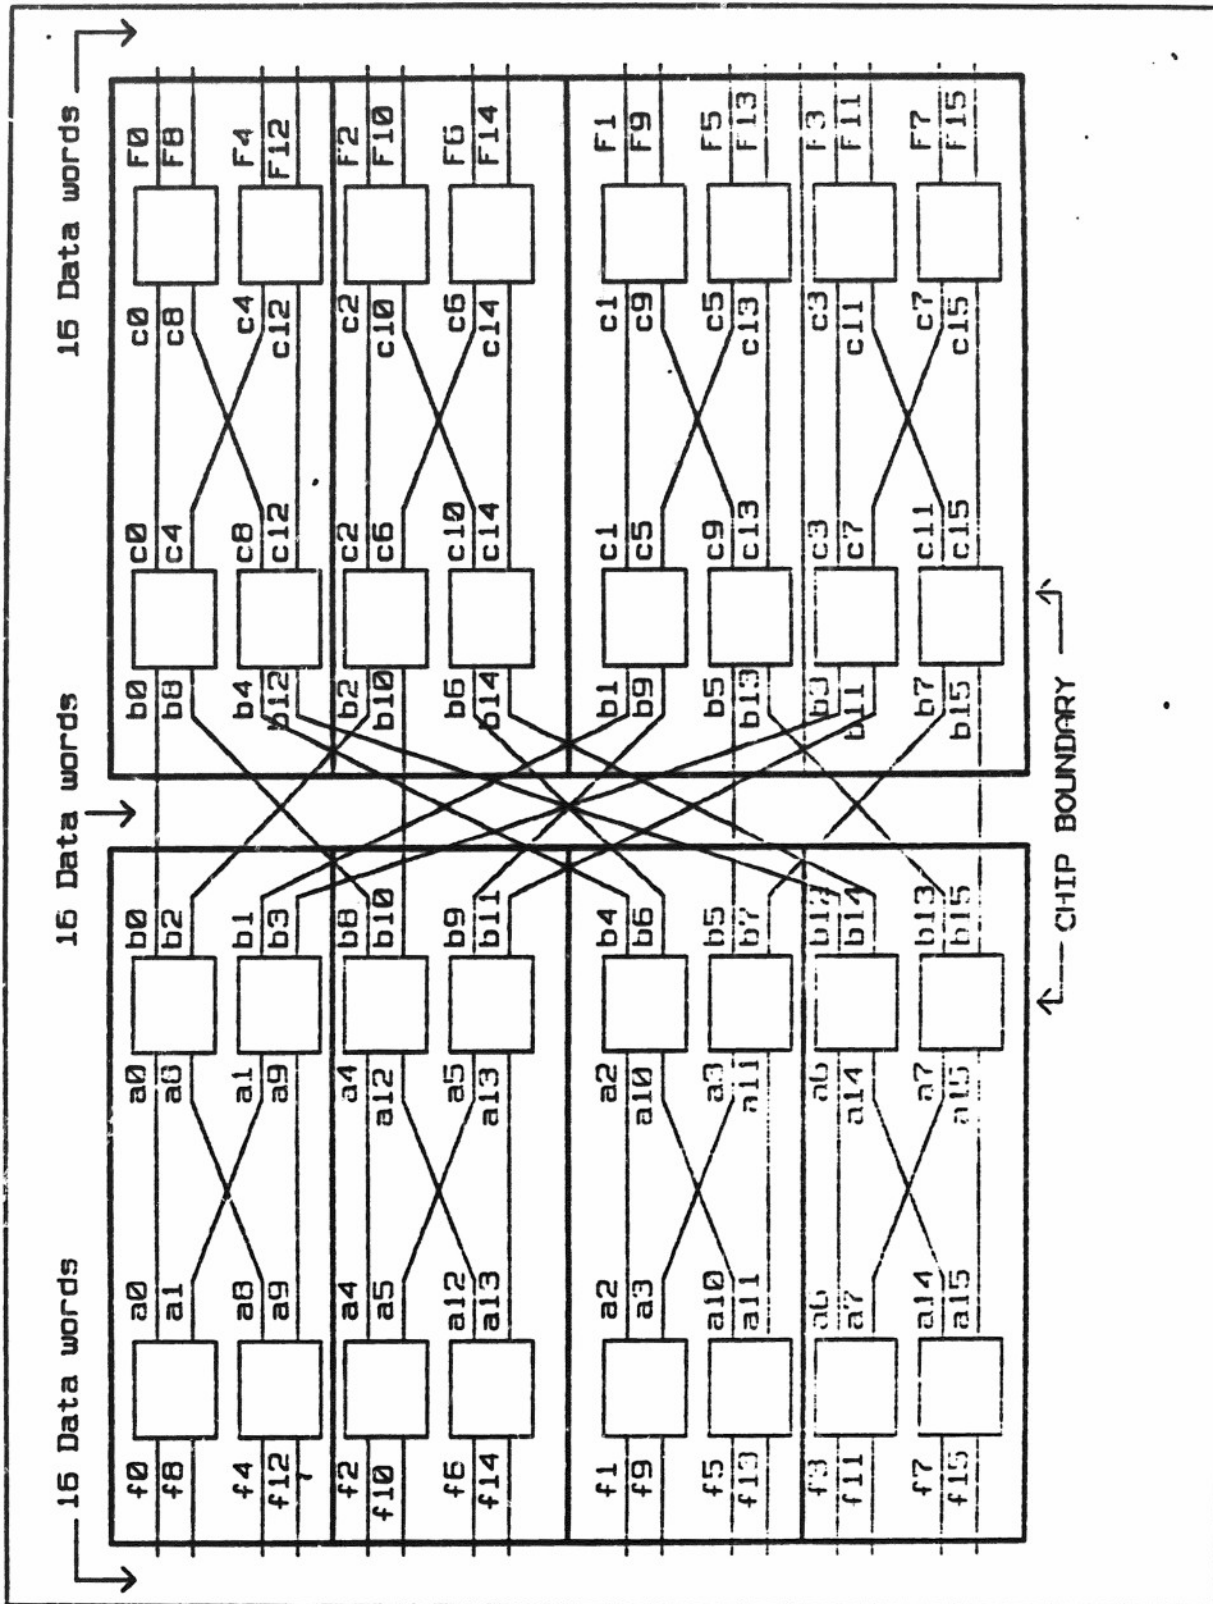 16 Data words 16 Data words 16 Data words
f0 a0 a0 b0 b0 c0 c0 F0
f8 a1 a8 b2 b8 c4 c8 F8
f4 a8 a1 b1 b4 c8 c4 F4
f12 a9 a9 b3 b12 c12 c12 F12
f2 a4 a4 b8 b2 c2 c2 F2
f10 a5 a12 b10 b10 c6 c10 F10
f6 a12 a5 b9 b6 c10 c6 F6
f14 a13 a13 b11 b14 c14 c14 F14
f1 a2 a2 b4 b1 c1 c1 F1
f9 a3 a10 b6 b9 c5 c9 F9
f5 a10 a3 b5 b5 c9 c5 F5
f13 a11 a11 b7 b13 c13 c13 F13
f3 a6 a6 b12 b3 c3 c3 F3
f11 a7 a14 b14 b11 c7 c11 F11
f7 a14 a7 b13 b7 c11 c7 F7
f15 a15 a15 b15 b15 c15 c15 F15
CHIP BOUNDARY